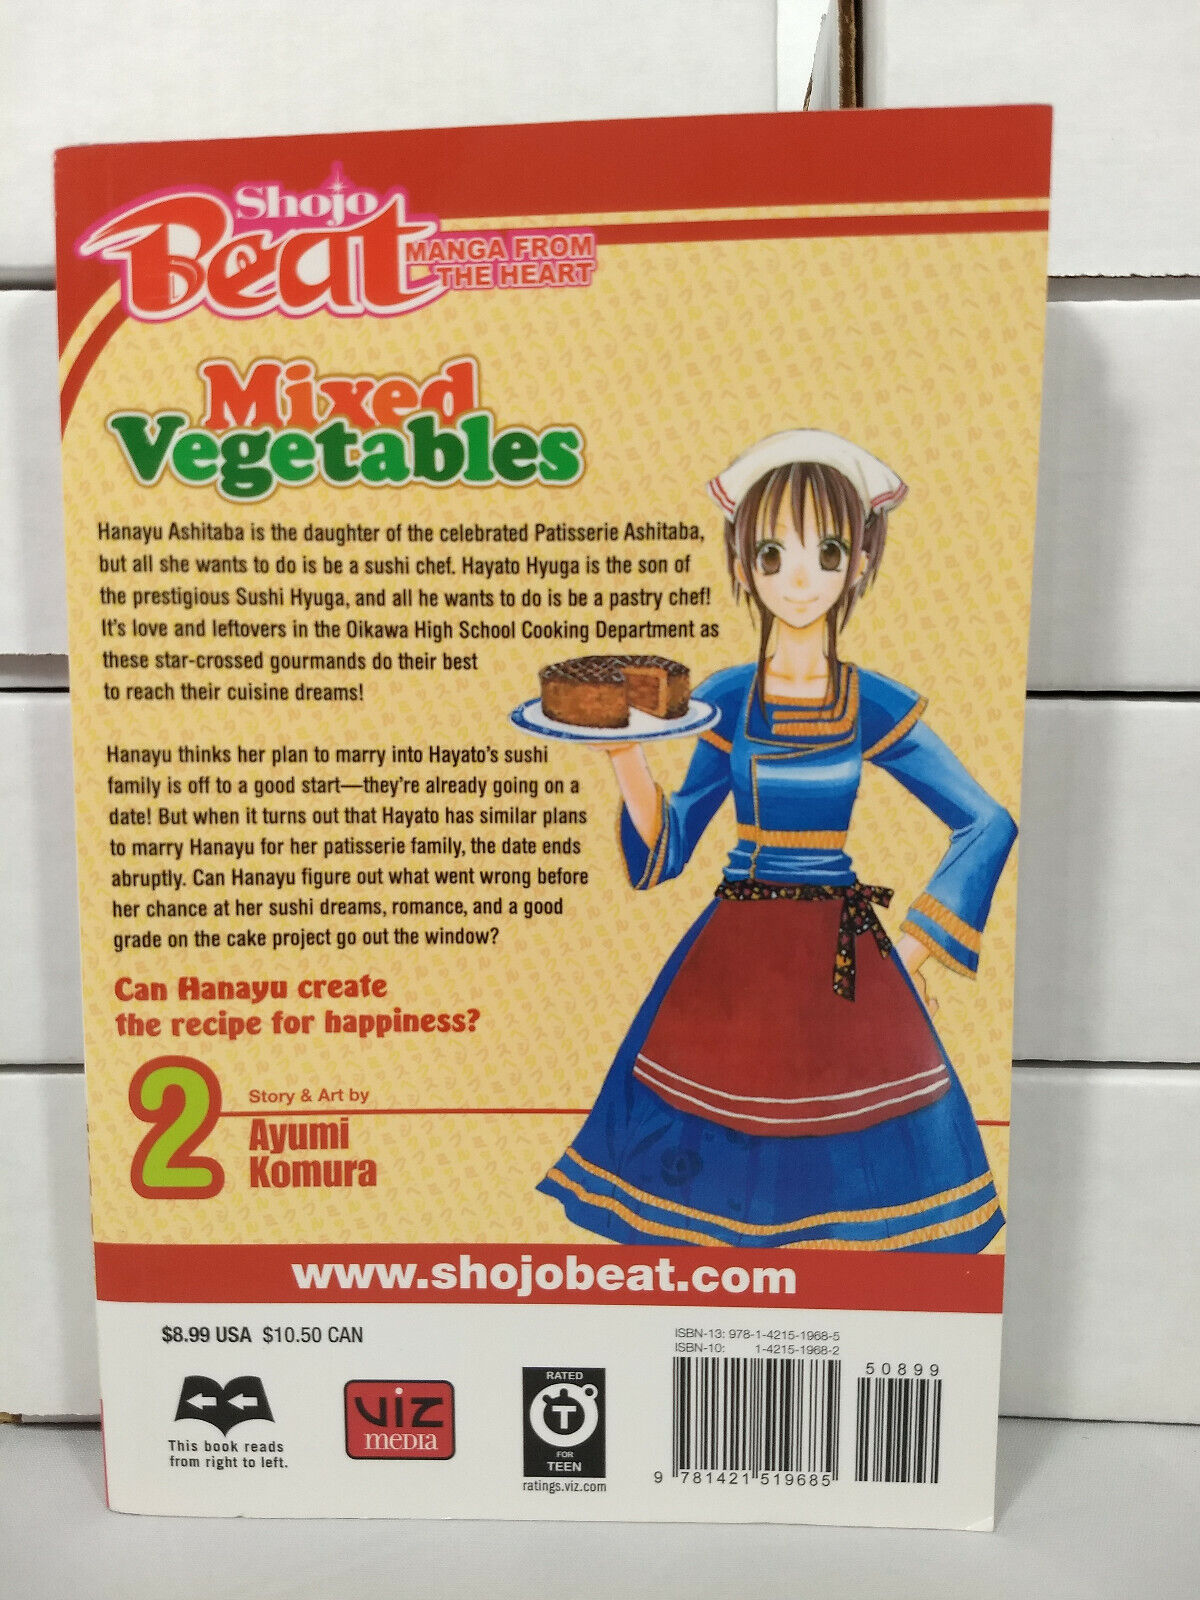 Shojo
Beat
MANGA FROM
THE HEART
Mixed
Vegetables
Hanayu Ashitaba is the daughter of the celebrated Patisserie Ashitaba,
but all she wants to do is be a sushi chef. Hayato Hyuga is the son of
the prestigious Sushi Hyuga, and all he wants to do is be a pastry chef!
It's love and leftovers in the Oikawa High School Cooking Department as
these star-crossed gourmands do their best
to reach their cuisine dreams!
Hanayu thinks her plan to marry into Hayato's sushi
family is off to a good start—they're already going on a
date! But when it turns out that Hayato has similar plans
to marry Hanayu for her patisserie family, the date ends
abruptly. Can Hanayu figure out what went wrong before
her chance at her sushi dreams, romance, and a good
grade on the cake project go out the window?
Can Hanayu create
the recipe for happiness?
2
Story & Art by
Ayumi
Komura
www.shojobeat.com
$8.99 USA $10.50 CAN
This book reads
from right to left.
VIZ
MEDIA
RATED
T
FOR
TEEN
ratings.viz.com
ISBN-13: 978-1-4215-1968-5
ISBN-10: 1-4215-1968-2
50899
9 781421 519685